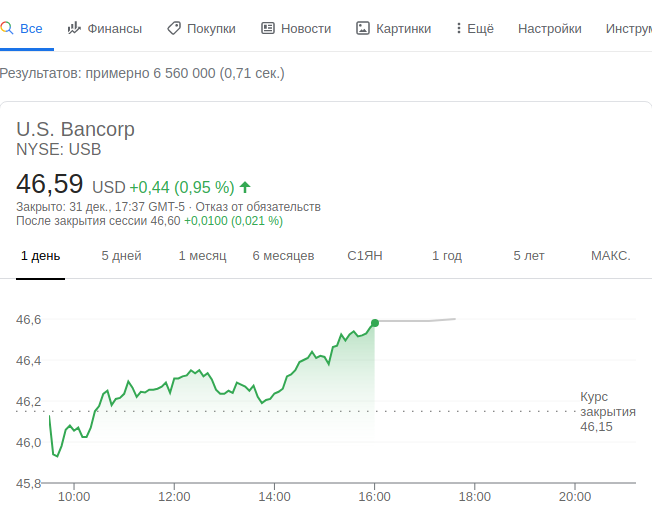 Все Финансы Покупки Новости Картинки Ещё Настройки Инструм
Результатов: примерно 6 560 000 (0,71 сек.)
U.S. Bancorp
NYSE: USB
46,59 USD +0,44 (0,95 %)
Закрыто: 31 дек., 17:37 GMT-5 · Отказ от обязательств
После закрытия сессии 46,60 +0,0100 (0,021 %)
1 день 5 дней 1 месяц 6 месяцев С1ЯН 1 год 5 лет МАКС.
46,6
46,4
46,2
46,0
45,8
Курс
закрытия
46,15
10:00 12:00 14:00 16:00 18:00 20:00